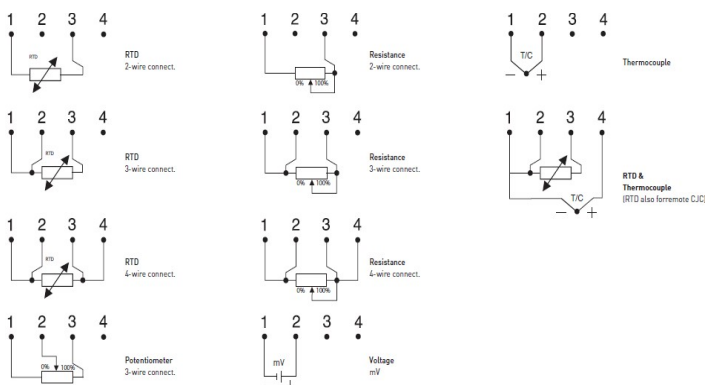 1 2 3 4
RTD
RTD
2-wire connect.
1 2 3 4
0% 100%
Resistance
2-wire connect.
1 2 3 4
T/C
– +
Thermocouple
1 2 3 4
RTD
RTD
3-wire connect.
1 2 3 4
0% 100%
Resistance
3-wire connect.
1 2 3 4
T/C
– +
RTD &
Thermocouple
(RTD also forremote CJC)
1 2 3 4
RTD
RTD
4-wire connect.
1 2 3 4
0% 100%
Resistance
4-wire connect.
1 2 3 4
0% 100%
Potentiometer
3-wire connect.
1 2 3 4
mV
– +
Voltage
mV